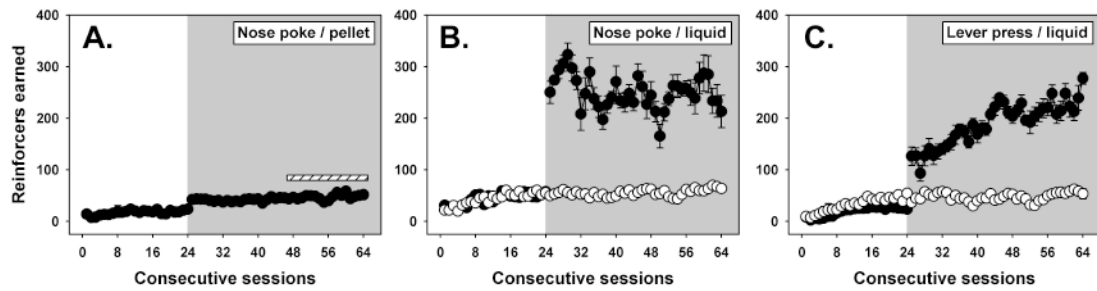 A.
Nose poke / pellet
B.
Nose poke / liquid
C.
Lever press / liquid
Reinforcers earned
400
300
200
100
0
0 8 16 24 32 40 48 56 64
Consecutive sessions
400
300
200
100
0
0 8 16 24 32 40 48 56 64
Consecutive sessions
400
300
200
100
0
0 8 16 24 32 40 48 56 64
Consecutive sessions